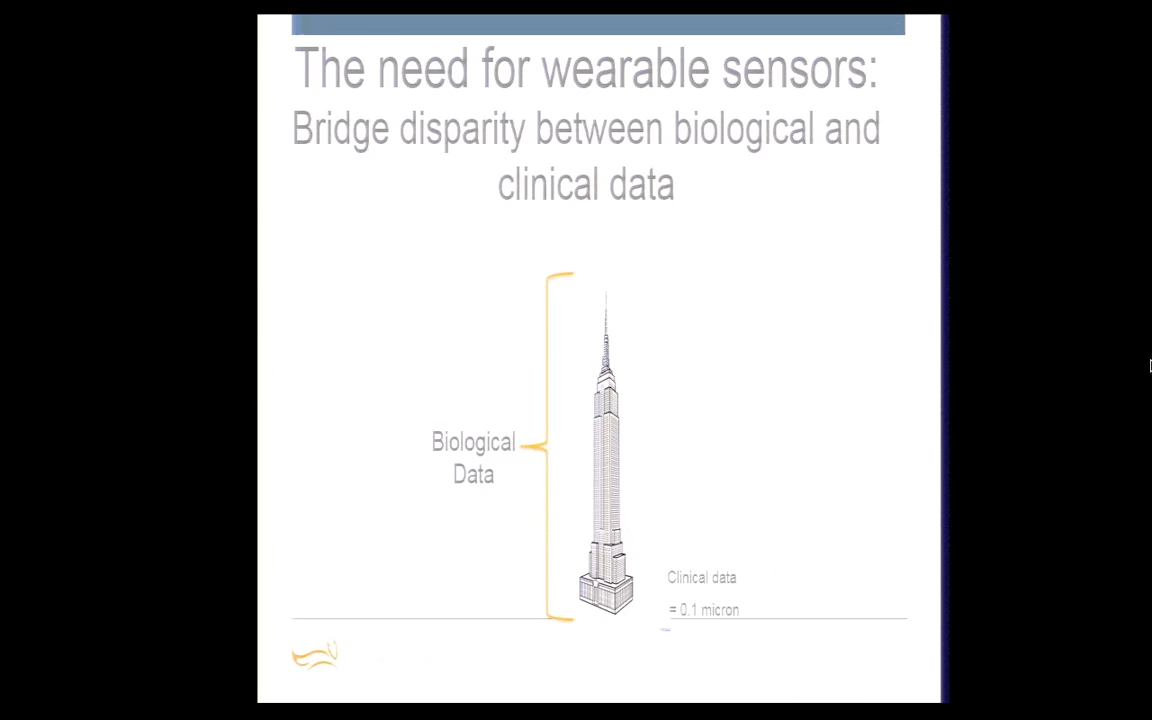 The need for wearable sensors:
Bridge disparity between biological and
clinical data
Biological
Data
Clinical data
= 0.1 micron